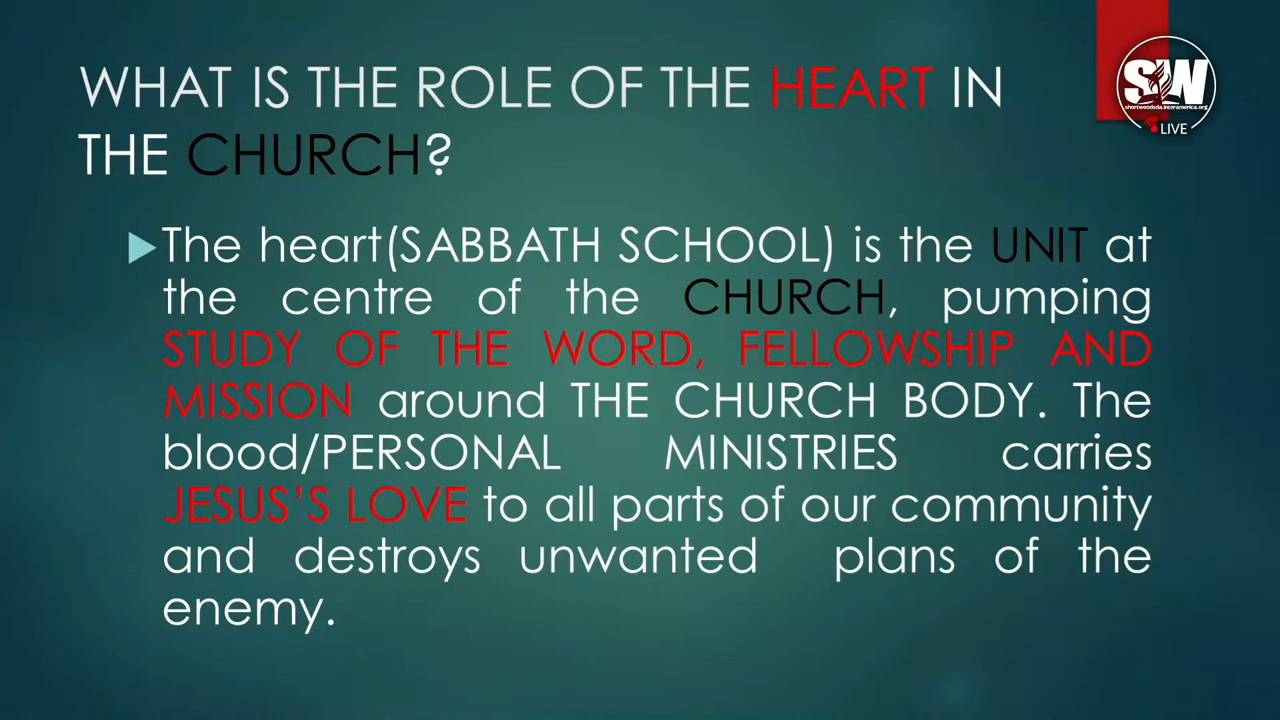 WHAT IS THE ROLE OF THE HEART IN
THE CHURCH?
SW
shortwoodsda.interamerica.org
LIVE
The heart(SABBATH SCHOOL) is the UNIT at
the centre of the CHURCH, pumping
STUDY OF THE WORD, FELLOWSHIP AND
MISSION around THE CHURCH BODY. The
blood/PERSONAL MINISTRIES carries
JESUS’S LOVE to all parts of our community
and destroys unwanted plans of the
enemy.